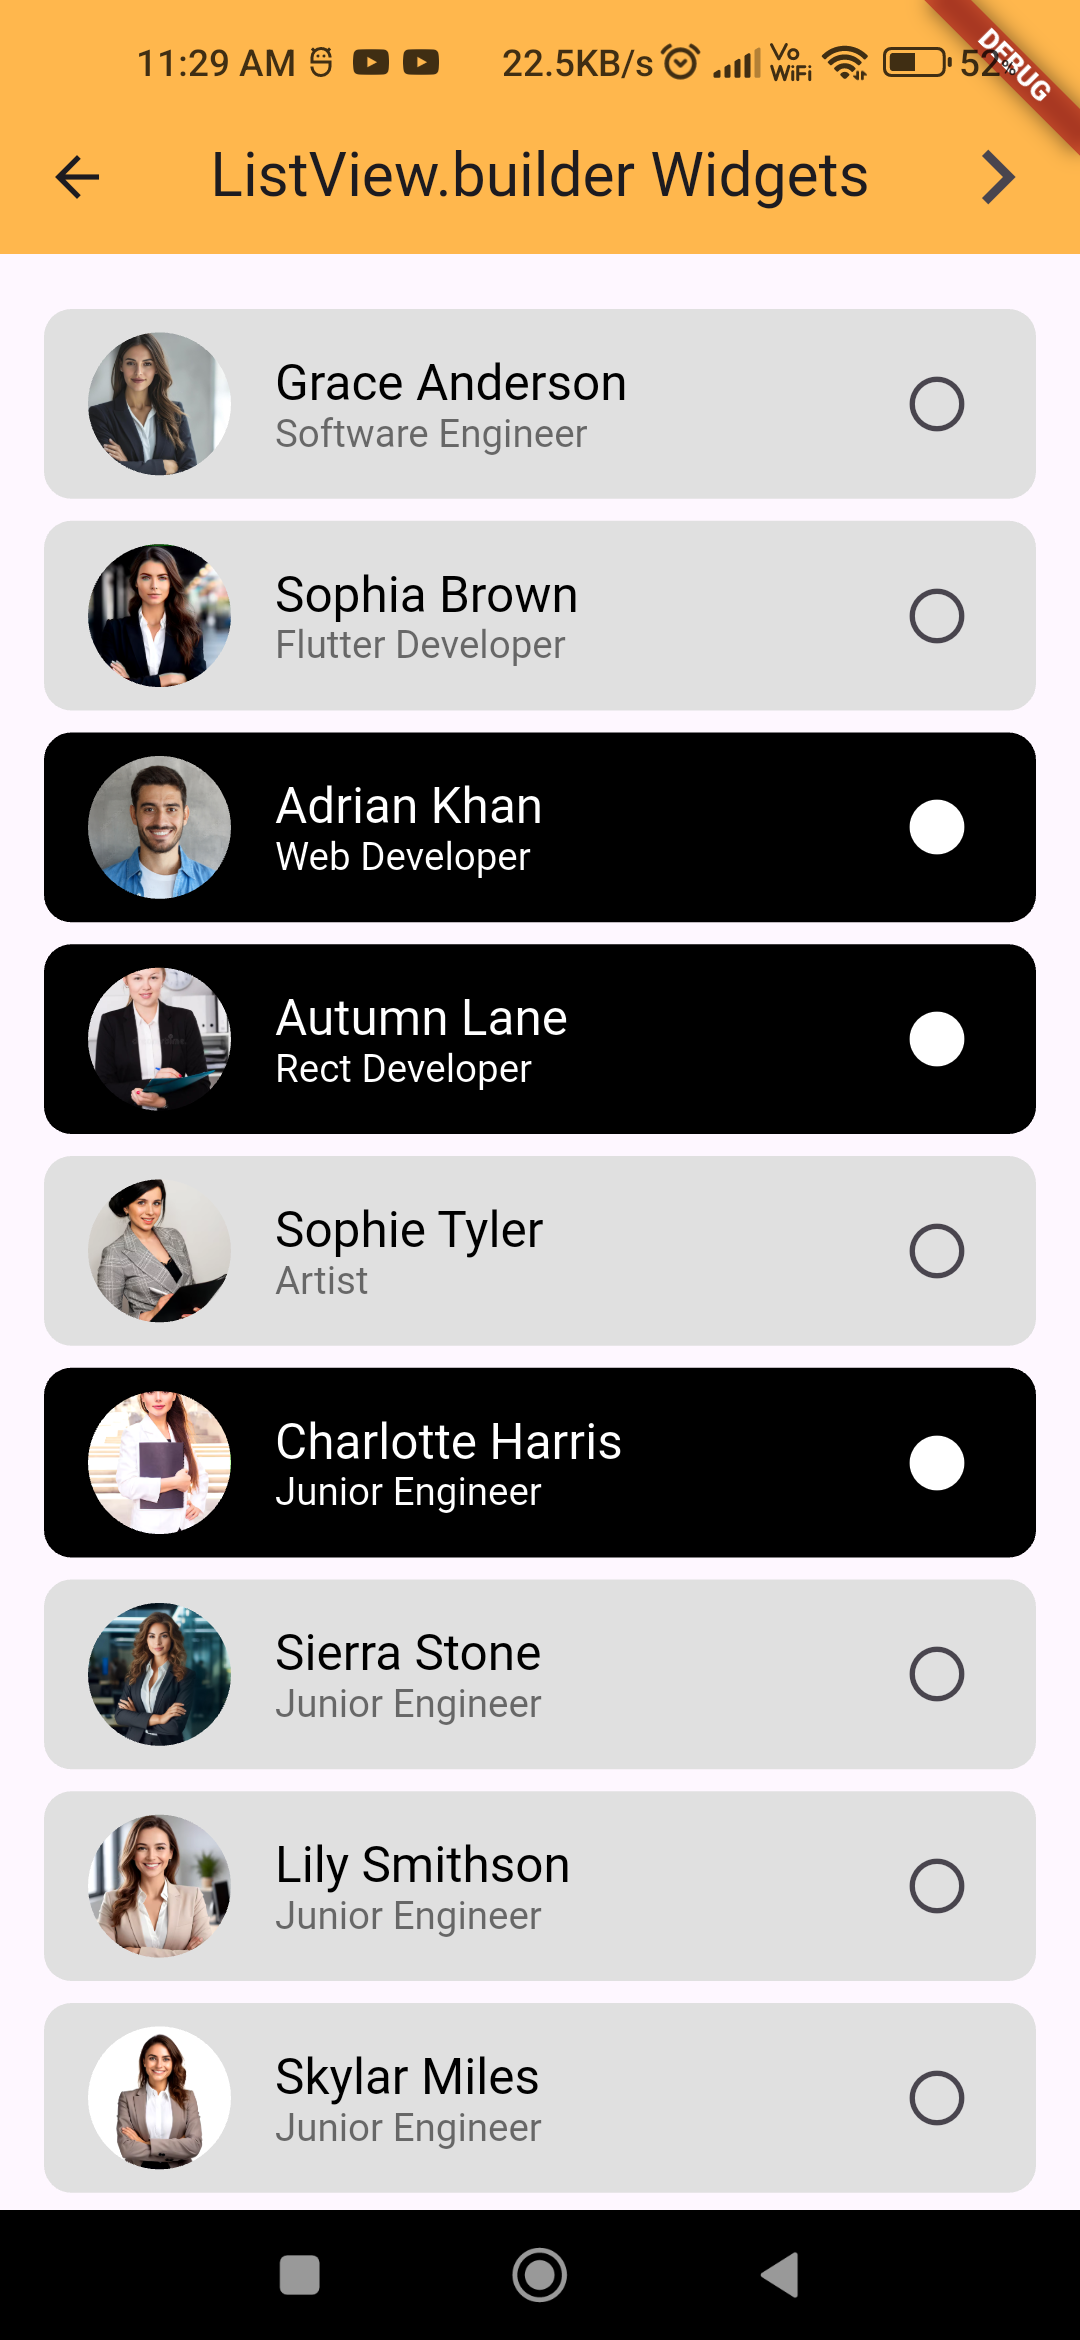 11:29 AM 22.5KB/s Vo WiFi 52%
DEBUG
ListView.builder Widgets
Grace Anderson
Software Engineer
Sophia Brown
Flutter Developer
Adrian Khan
Web Developer
Autumn Lane
Rect Developer
Sophie Tyler
Artist
Charlotte Harris
Junior Engineer
Sierra Stone
Junior Engineer
Lily Smithson
Junior Engineer
Skylar Miles
Junior Engineer